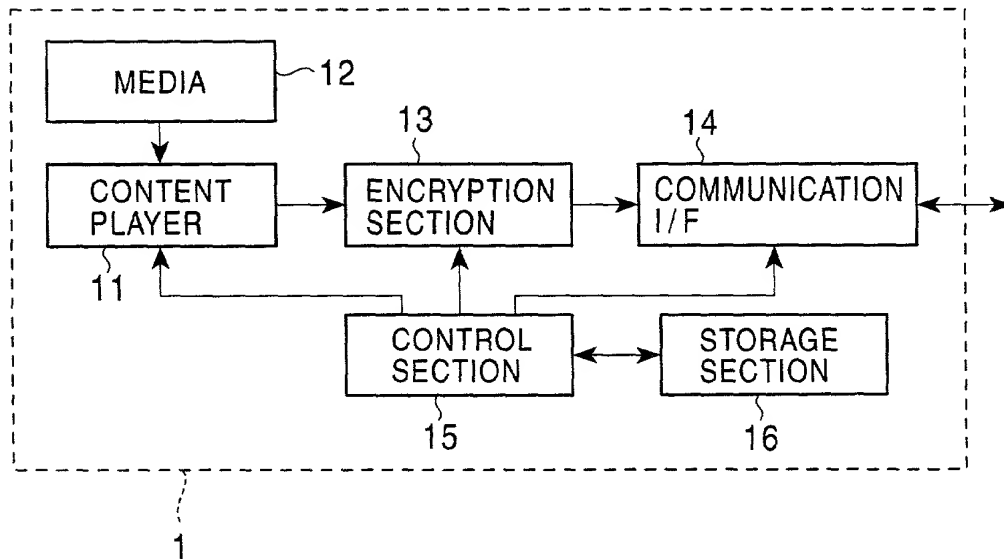 MEDIA
12
13
14
CONTENT
PLAYER
ENCRYPTION
SECTION
COMMUNICATION
I/F
11
CONTROL
SECTION
STORAGE
SECTION
15
16
1